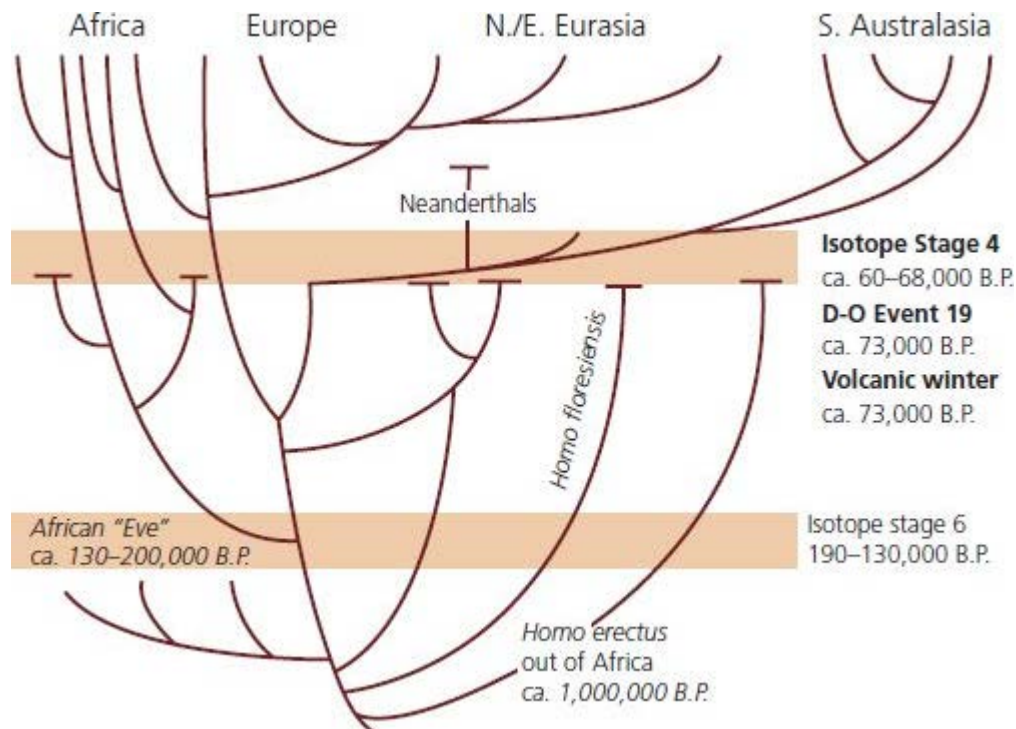 Africa Europe N./E. Eurasia S. Australasia
Neanderthals
Isotope Stage 4
ca. 60–68,000 B.P.
D-O Event 19
ca. 73,000 B.P.
Volcanic winter
ca. 73,000 B.P.
Homo floresiensis
African “Eve”
ca. 130–200,000 B.P.
Isotope stage 6
190–130,000 B.P.
Homo erectus
out of Africa
ca. 1,000,000 B.P.